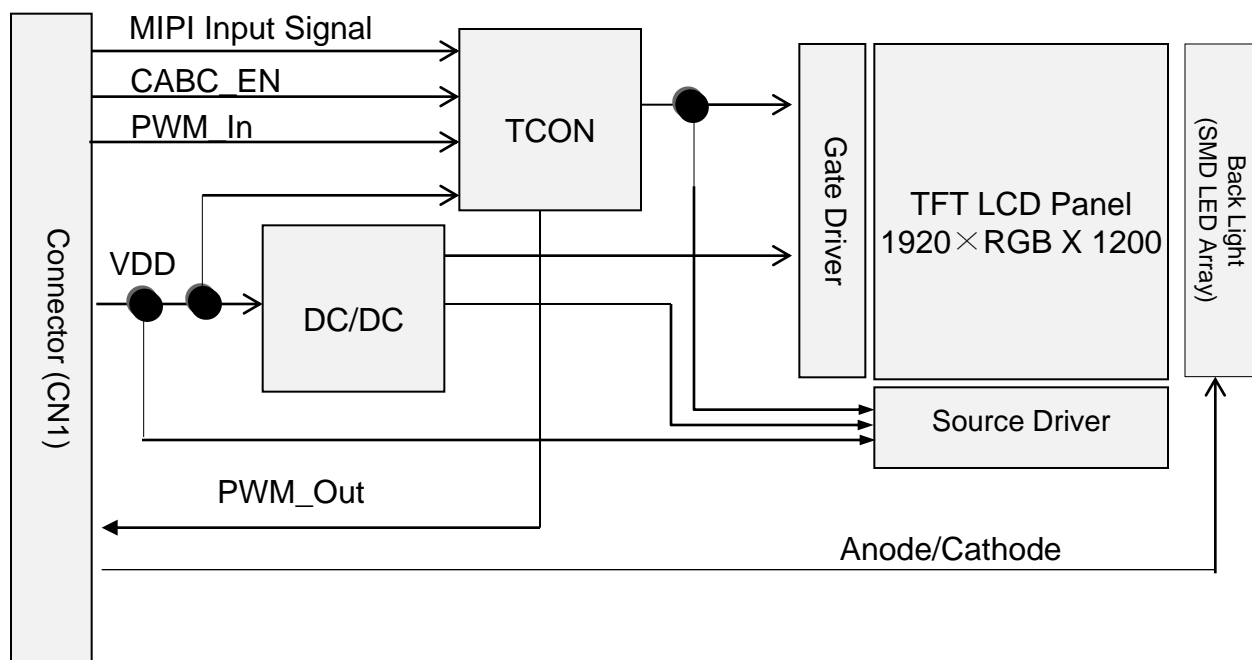 MIPI Input Signal
CABC_EN
PWM_In
TCON
Connector (CN1)
VDD
DC/DC
Gate Driver
TFT LCD Panel
1920×RGB X 1200
Back Light
(SMD LED Array)
Source Driver
PWM_Out
Anode/Cathode